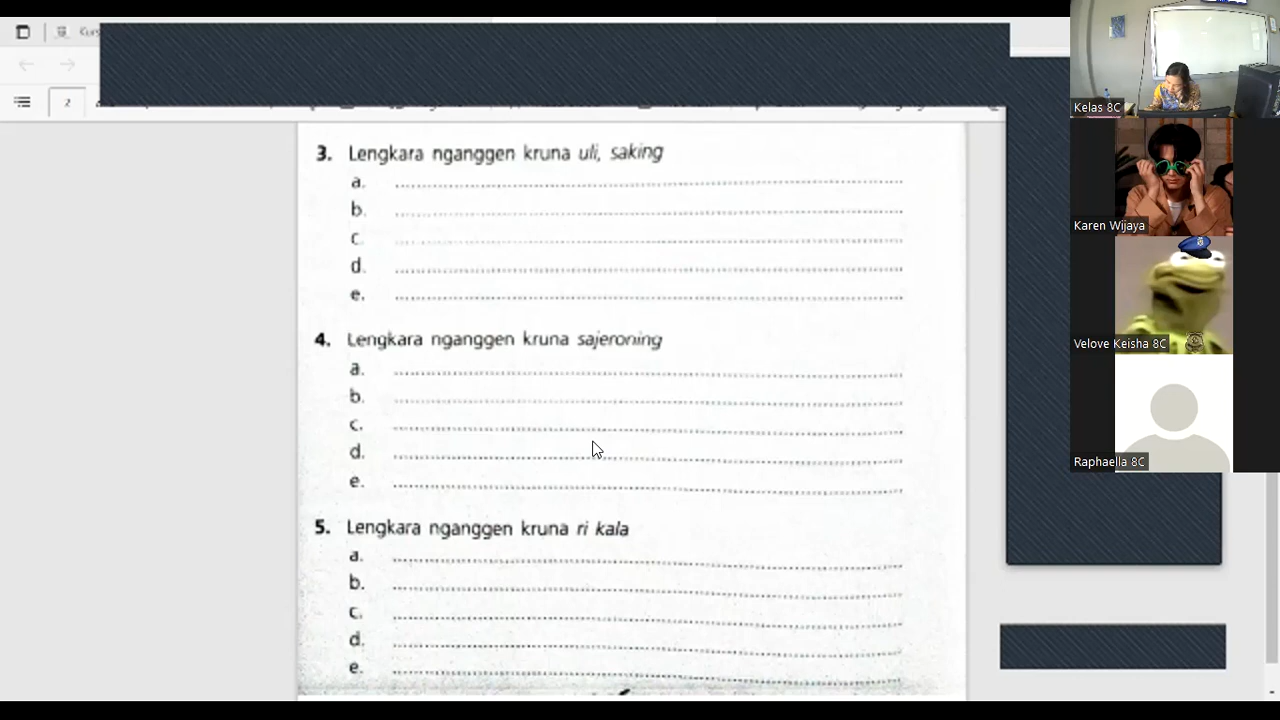 2
3. Lengkara nganggen kruna uli, saking
a.
b.
c.
d.
e.
4. Lengkara nganggen kruna sajeroning
a.
b.
c.
d.
e.
5. Lengkara nganggen kruna ri kala
a.
b.
c.
d.
e.
Kelas 8C
Karen Wijaya
Velove Keisha 8C
Raphaella 8C